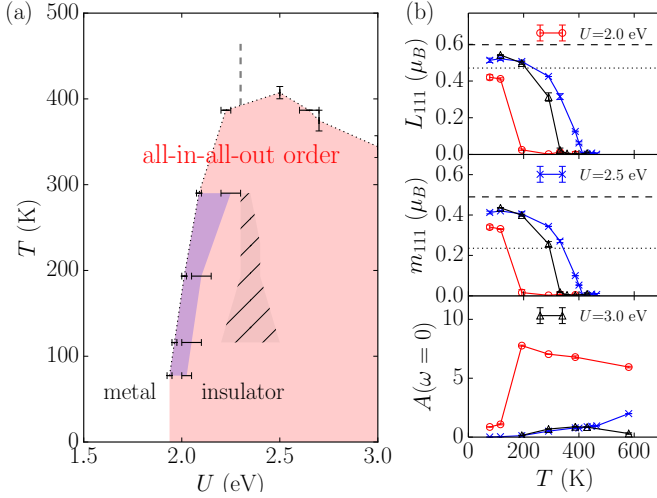 (a)
500
400
300
200
100
0
T (K)
all-in-all-out order
metal
insulator
1.5
2.0
2.5
3.0
U (eV)
(b)
0.6
0.4
0.2
0.0
L₁₁₁ (μ_B)
U=2.0 eV
0.6
0.4
0.2
0.0
m₁₁₁ (μ_B)
U=2.5 eV
10
5
0
A(ω = 0)
U=3.0 eV
0
200
400
600
T (K)